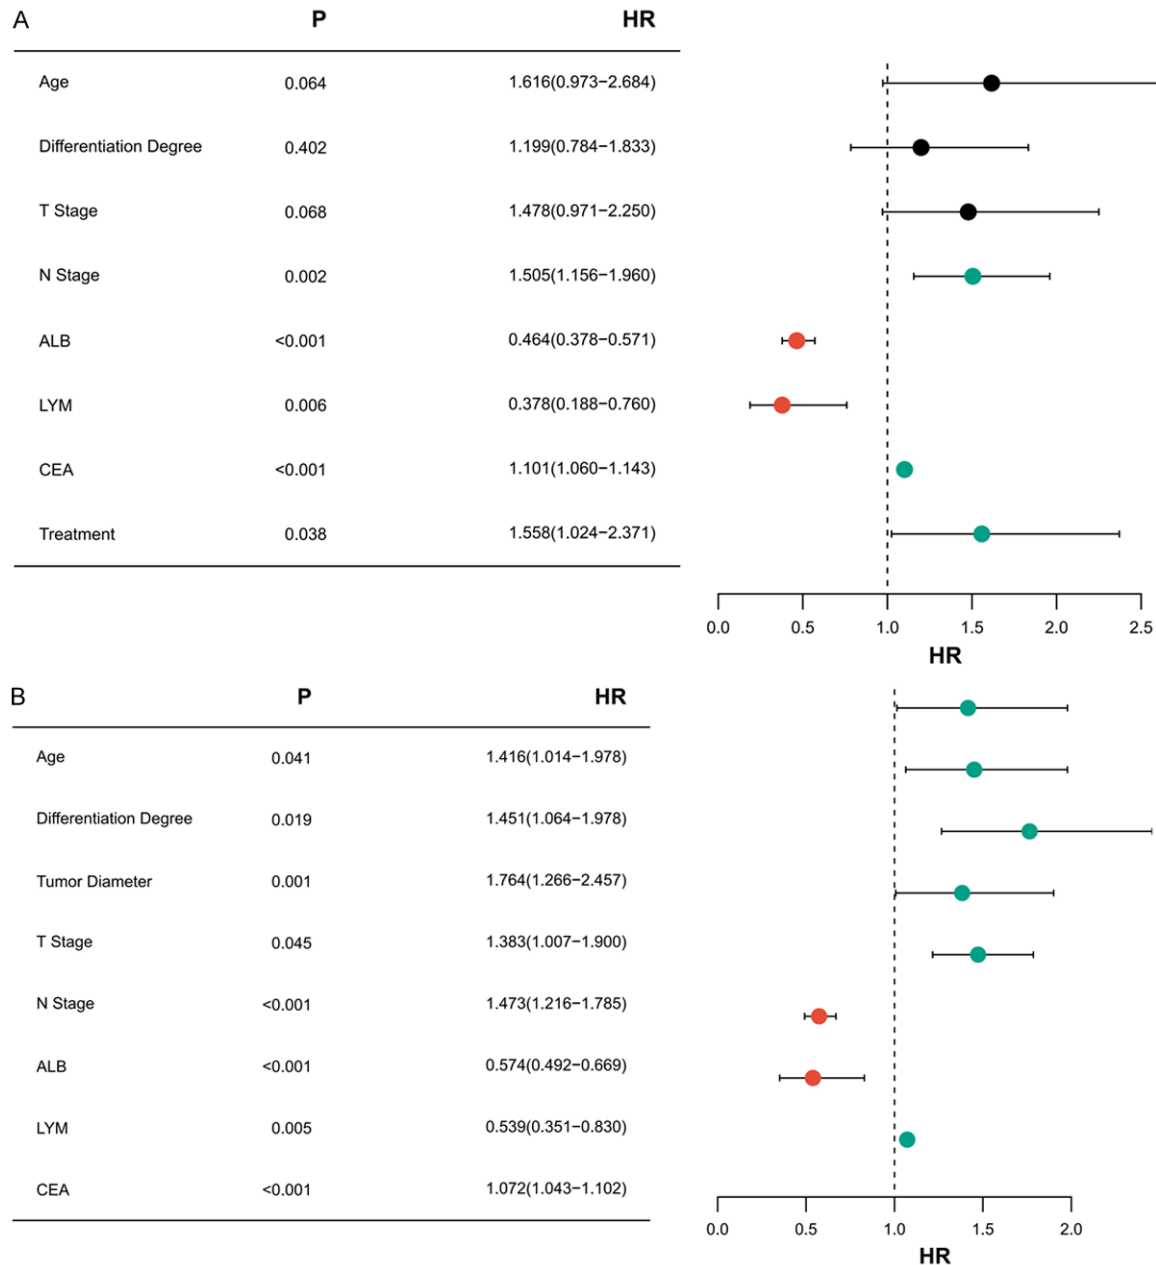 A P HR
Age 0.064 1.616(0.973−2.684)
Differentiation Degree 0.402 1.199(0.784−1.833)
T Stage 0.068 1.478(0.971−2.250)
N Stage 0.002 1.505(1.156−1.960)
ALB <0.001 0.464(0.378−0.571)
LYM 0.006 0.378(0.188−0.760)
CEA <0.001 1.101(1.060−1.143)
Treatment 0.038 1.558(1.024−2.371)
0.0 0.5 1.0 1.5 2.0 2.5
HR
B P HR
Age 0.041 1.416(1.014−1.978)
Differentiation Degree 0.019 1.451(1.064−1.978)
Tumor Diameter 0.001 1.764(1.266−2.457)
T Stage 0.045 1.383(1.007−1.900)
N Stage <0.001 1.473(1.216−1.785)
ALB <0.001 0.574(0.492−0.669)
LYM 0.005 0.539(0.351−0.830)
CEA <0.001 1.072(1.043−1.102)
0.0 0.5 1.0 1.5 2.0
HR